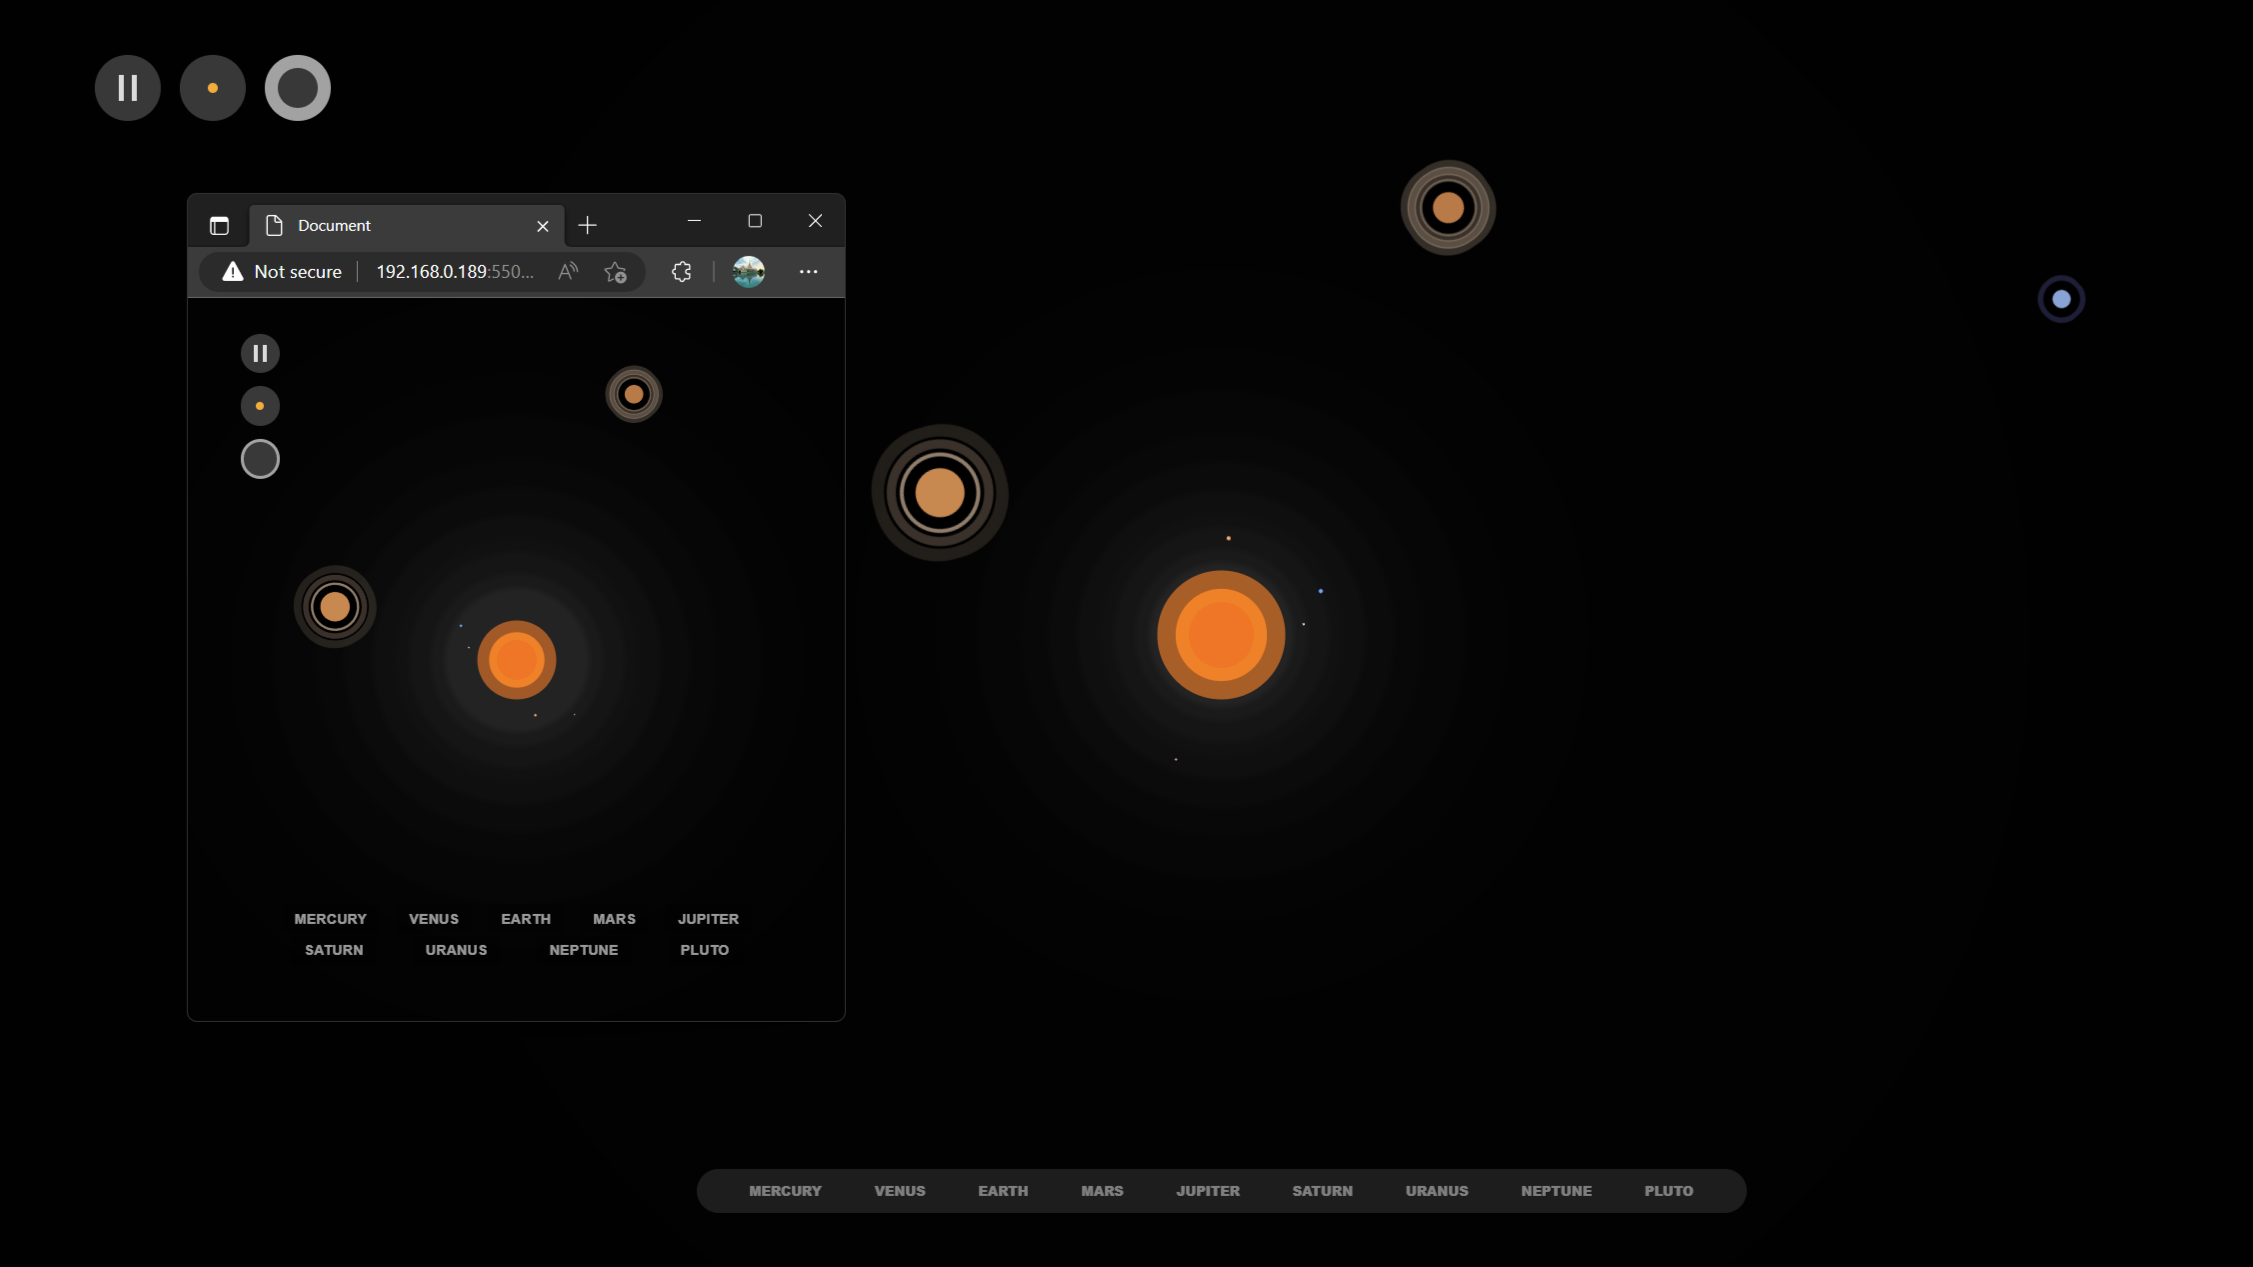 Document
Not secure 192.168.0.189:550...
MERCURY VENUS EARTH MARS JUPITER
SATURN URANUS NEPTUNE PLUTO
MERCURY VENUS EARTH MARS JUPITER SATURN URANUS NEPTUNE PLUTO